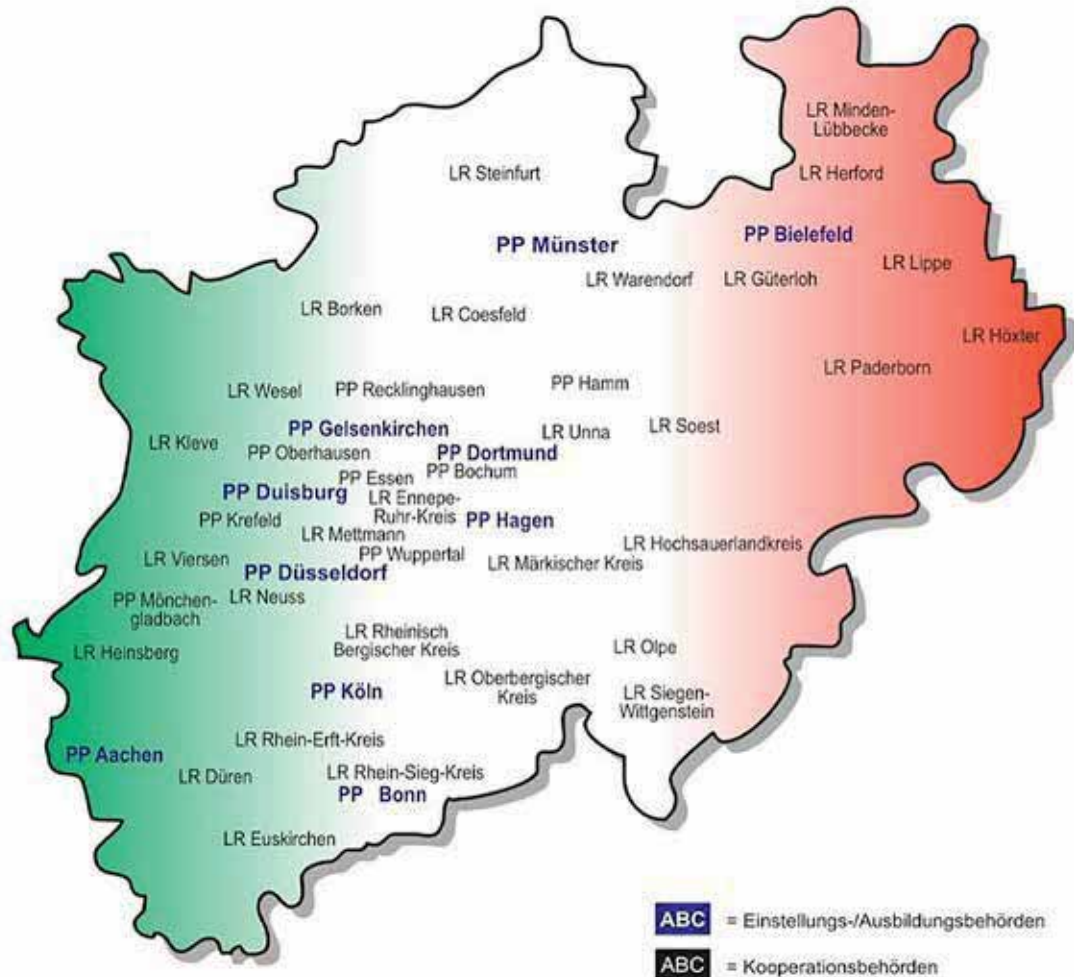 LR Minden-
Lübbecke
LR Steinfurt
LR Herford
PP Münster
PP Bielefeld
LR Lippe
LR Warendorf
LR Güterloh
LR Borken
LR Coesfeld
LR Höxter
LR Paderborn
LR Wesel
PP Recklinghausen
PP Hamm
PP Gelsenkirchen
LR Unna
LR Soest
LR Kleve
PP Oberhausen
PP Dortmund
PP Essen
PP Bochum
PP Duisburg
LR Ennepe-
Ruhr-Kreis
PP Krefeld
PP Hagen
LR Mettmann
LR Hochsauerlandkreis
LR Viersen
PP Wuppertal
LR Märkischer Kreis
PP Düsseldorf
PP Mönchen-
gladbach
LR Neuss
LR Heinsberg
LR Rheinisch
Bergischer Kreis
LR Olpe
PP Köln
LR Oberbergischer
Kreis
LR Siegen-
Wittgenstein
LR Rhein-Erft-Kreis
PP Aachen
LR Düren
LR Rhein-Sieg-Kreis
PP Bonn
LR Euskirchen
ABC = Einstellungs-/Ausbildungsbehörden
ABC = Kooperationsbehörden